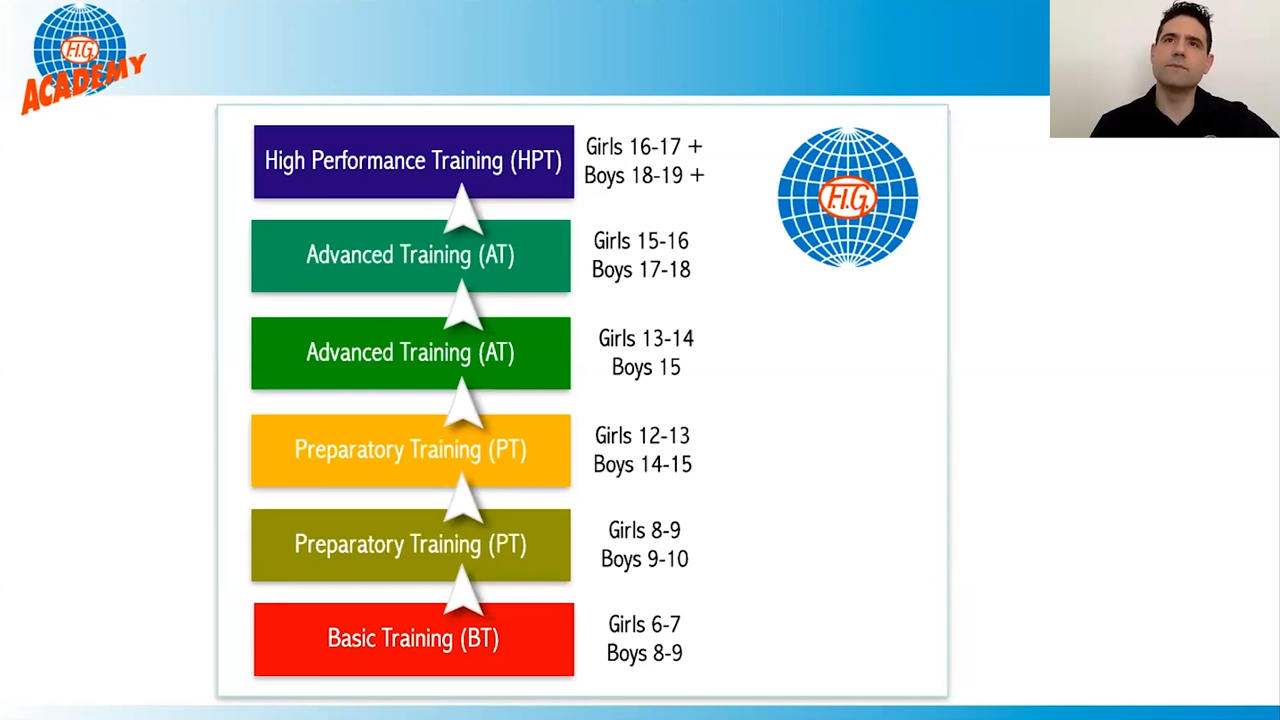 F.I.G.
ACADEMY
High Performance Training (HPT)
Girls 16-17 +
Boys 18-19 +
F.I.G.
Advanced Training (AT)
Girls 15-16
Boys 17-18
Advanced Training (AT)
Girls 13-14
Boys 15
Preparatory Training (PT)
Girls 12-13
Boys 14-15
Preparatory Training (PT)
Girls 8-9
Boys 9-10
Basic Training (BT)
Girls 6-7
Boys 8-9